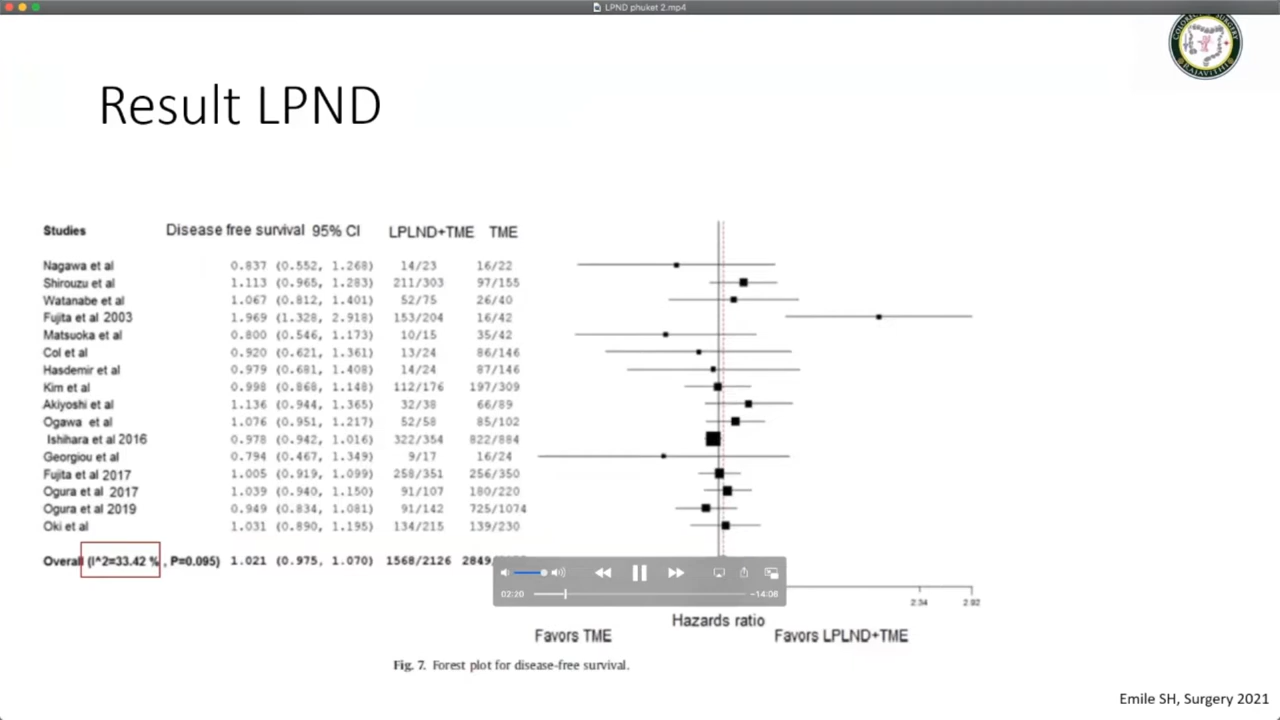 LPND phuket 2.mp4
COLORECTAL SURGERY
RAJAVITHI
Result LPND
Studies Disease free survival 95% CI LPLND+TME TME
Nagawa et al 0.837 (0.552, 1.268) 14/23 16/22
Shirouzu et al 1.113 (0.965, 1.283) 211/303 97/155
Watanabe et al 1.067 (0.812, 1.401) 52/75 26/40
Fujita et al 2003 1.969 (1.328, 2.918) 153/204 16/42
Matsuoka et al 0.800 (0.546, 1.173) 10/15 35/42
Col et al 0.920 (0.621, 1.361) 13/24 86/146
Hasdemir et al 0.979 (0.681, 1.408) 14/24 87/146
Kim et al 0.998 (0.868, 1.148) 112/176 197/309
Akiyoshi et al 1.136 (0.944, 1.365) 32/38 66/89
Ogawa et al 1.076 (0.951, 1.217) 52/58 85/102
Ishihara et al 2016 0.978 (0.942, 1.016) 322/354 822/884
Georgiou et al 0.794 (0.467, 1.349) 9/17 16/24
Fujita et al 2017 1.005 (0.919, 1.099) 258/351 256/350
Ogura et al 2017 1.039 (0.940, 1.150) 91/107 180/220
Ogura et al 2019 0.949 (0.834, 1.081) 91/142 725/1074
Oki et al 1.031 (0.890, 1.195) 134/215 139/230
Overall (I^2=33.42 % , P=0.095) 1.021 (0.975, 1.070) 1568/2126 2849/
02:20 -14:06
2.34 2.92
Hazards ratio
Favors TME Favors LPLND+TME
Fig. 7. Forest plot for disease-free survival.
Emile SH, Surgery 2021